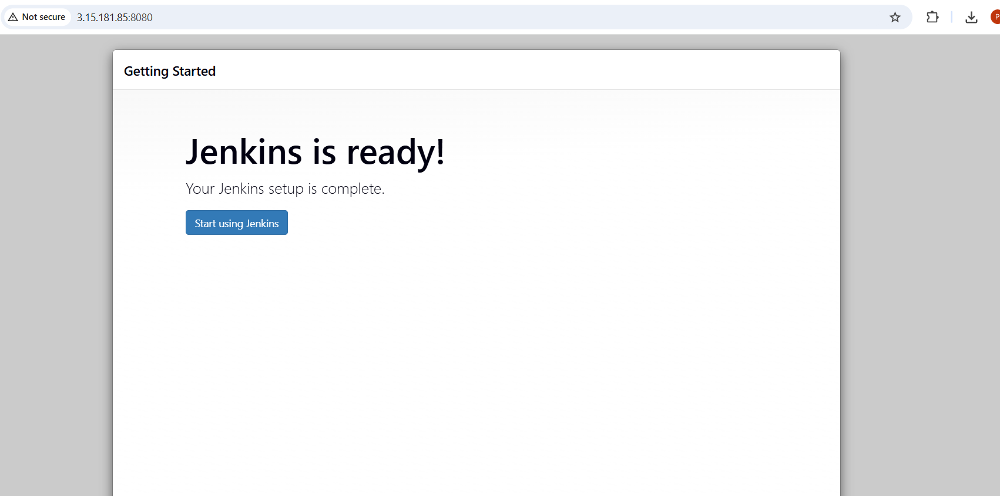 Not secure 3.15.181.85:8080
P
Getting Started
Jenkins is ready!
Your Jenkins setup is complete.
Start using Jenkins